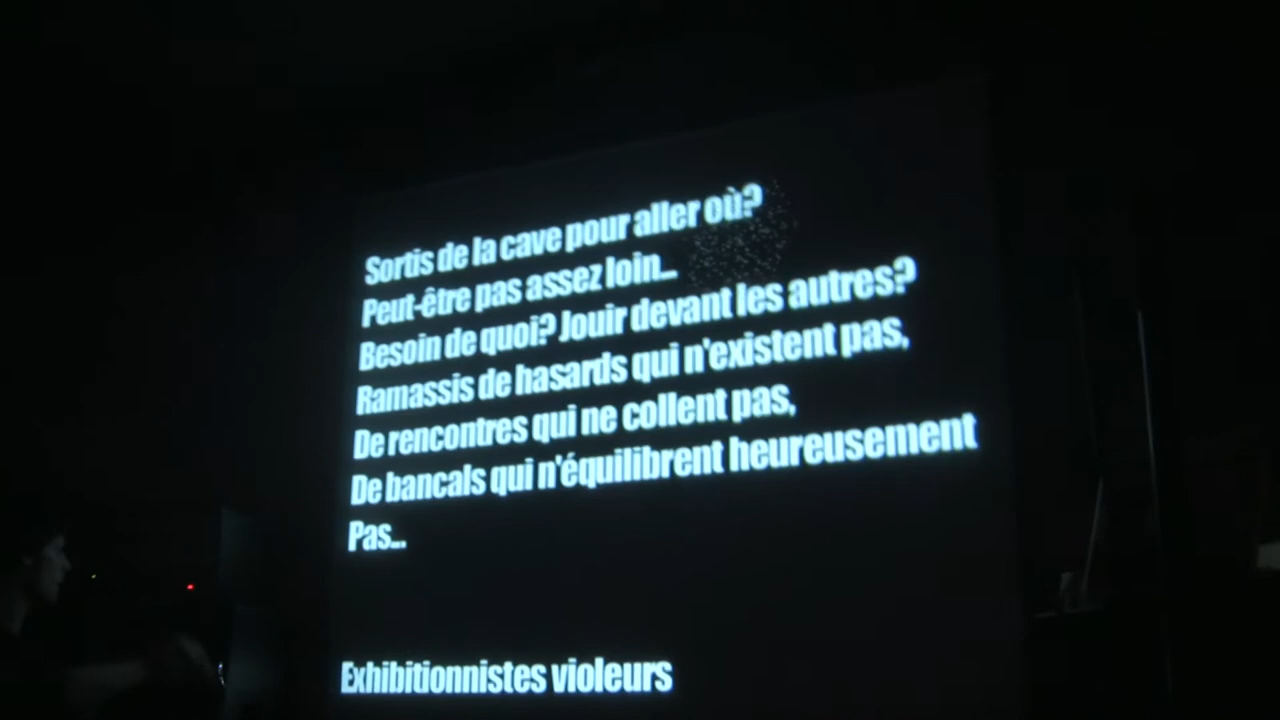 Sortis de la cave pour aller où?
Peut-être pas assez loin...
Besoin de quoi? Jouir devant les autres?
Ramassis de hasards qui n'existent pas,
De rencontres qui ne collent pas,
De bancals qui n'équilibrent heureusement
Pas...
Exhibitionnistes violeurs